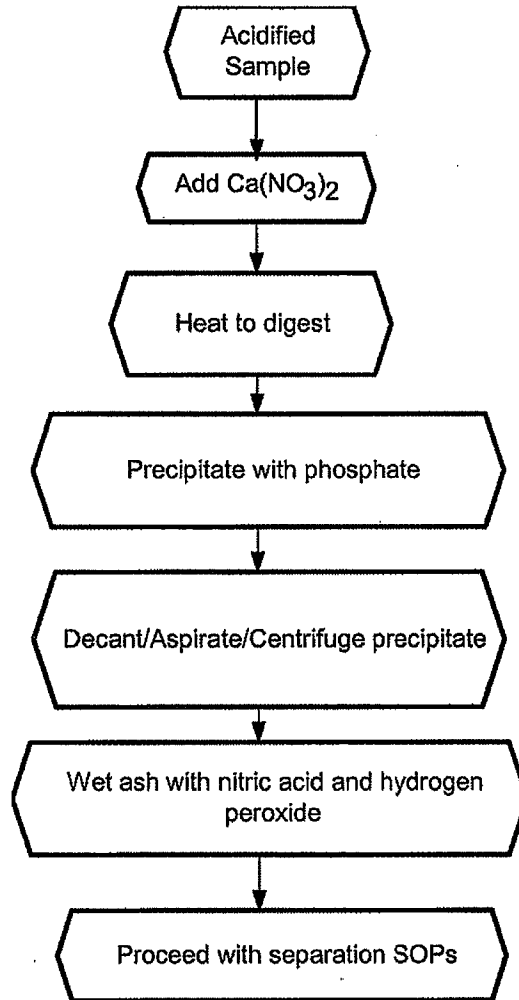 Acidified
Sample
Add Ca(NO3)2
Heat to digest
Precipitate with phosphate
Decant/Aspirate/Centrifuge precipitate
Wet ash with nitric acid and hydrogen
peroxide
Proceed with separation SOPs